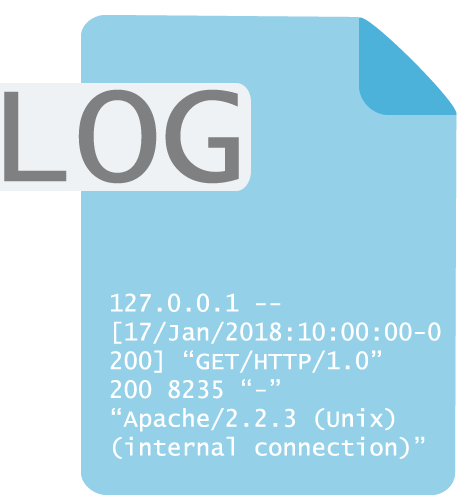 LOG
127.0.0.1 --
[17/Jan/2018:10:00:00-0
200] “GET/HTTP/1.0”
200 8235 “-”
“Apache/2.2.3 (Unix)
(internal connection)”